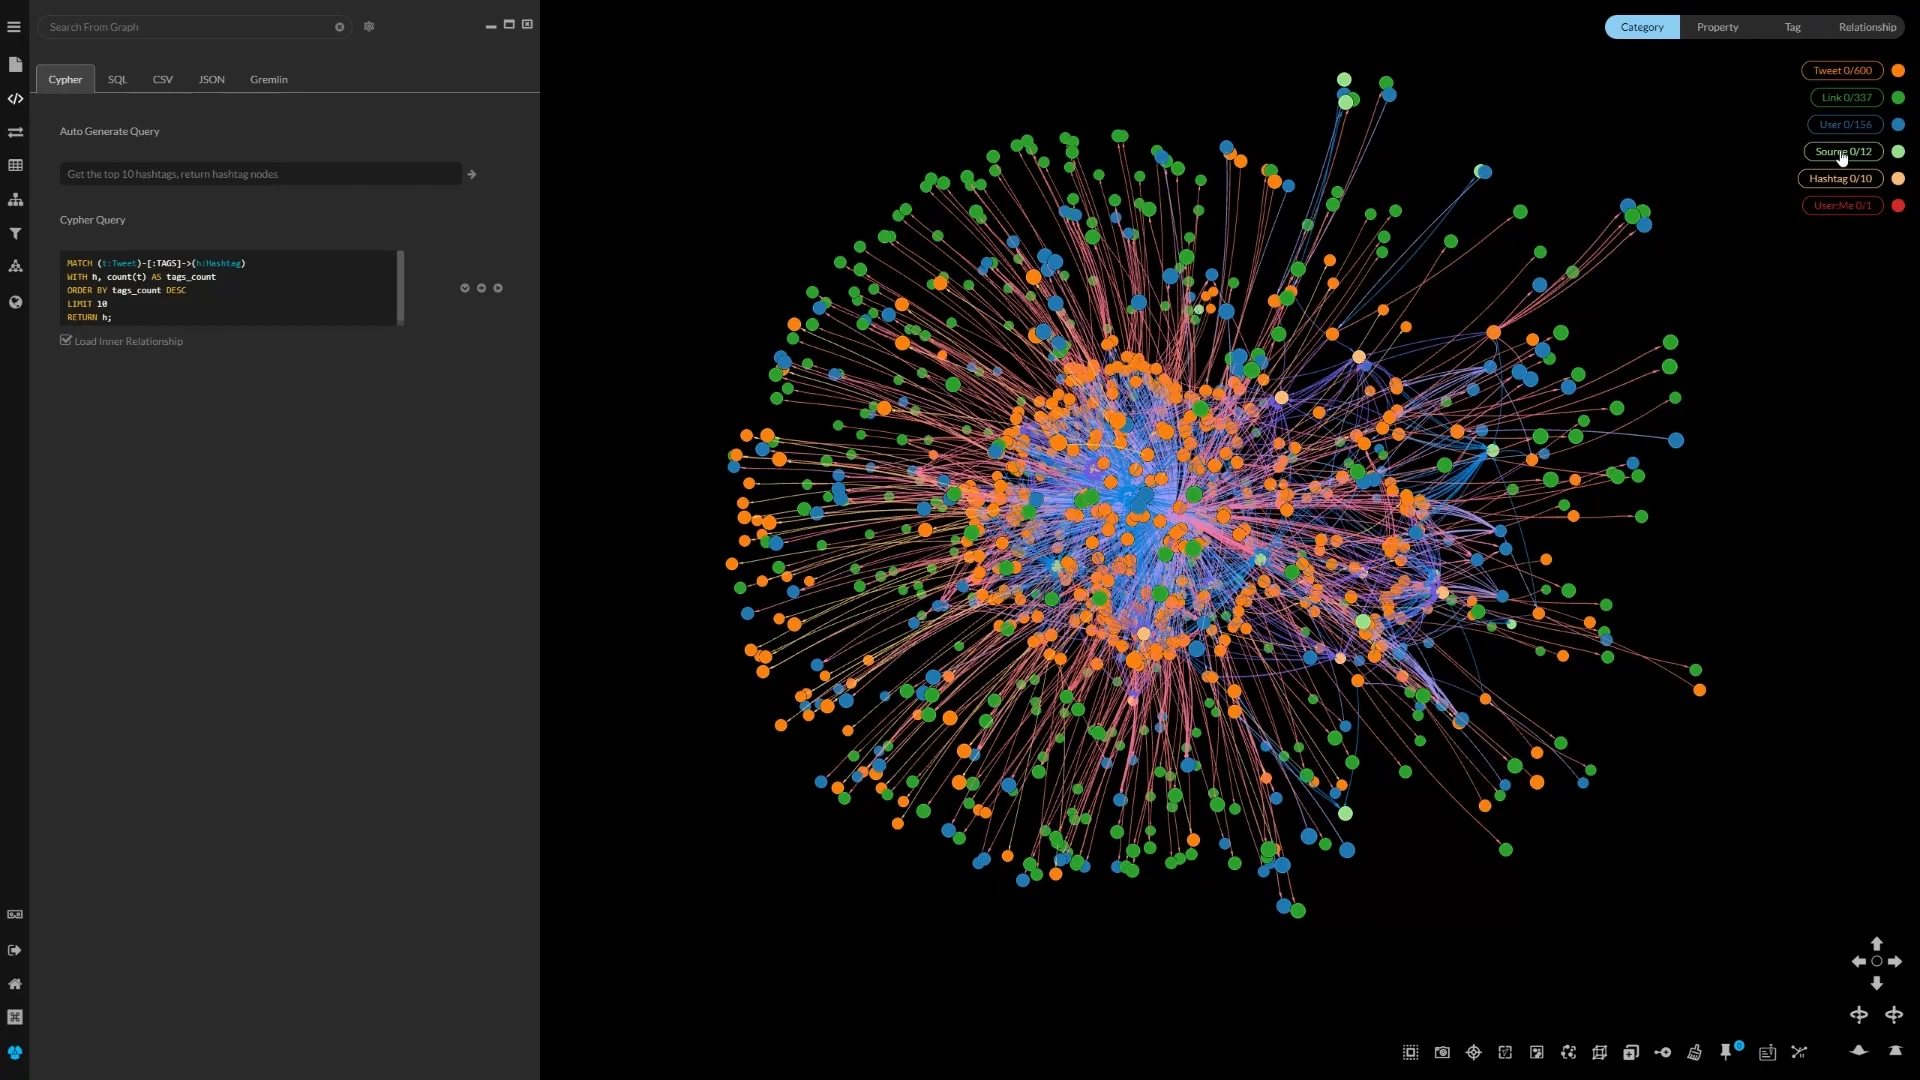 Search From Graph
Category Property Tag Relationship
Cypher SQL CSV JSON Gremlin
Tweet 0/600
Link 0/337
User 0/156
Source 0/12
Hashtag 0/10
User:Me 0/1
Auto Generate Query
Get the top 10 hashtags, return hashtag nodes
Cypher Query
MATCH (t:Tweet)-[:TAGS]->(h:Hashtag)
WITH h, count(t) AS tags_count
ORDER BY tags_count DESC
LIMIT 10
RETURN h;
Load Inner Relationship
0